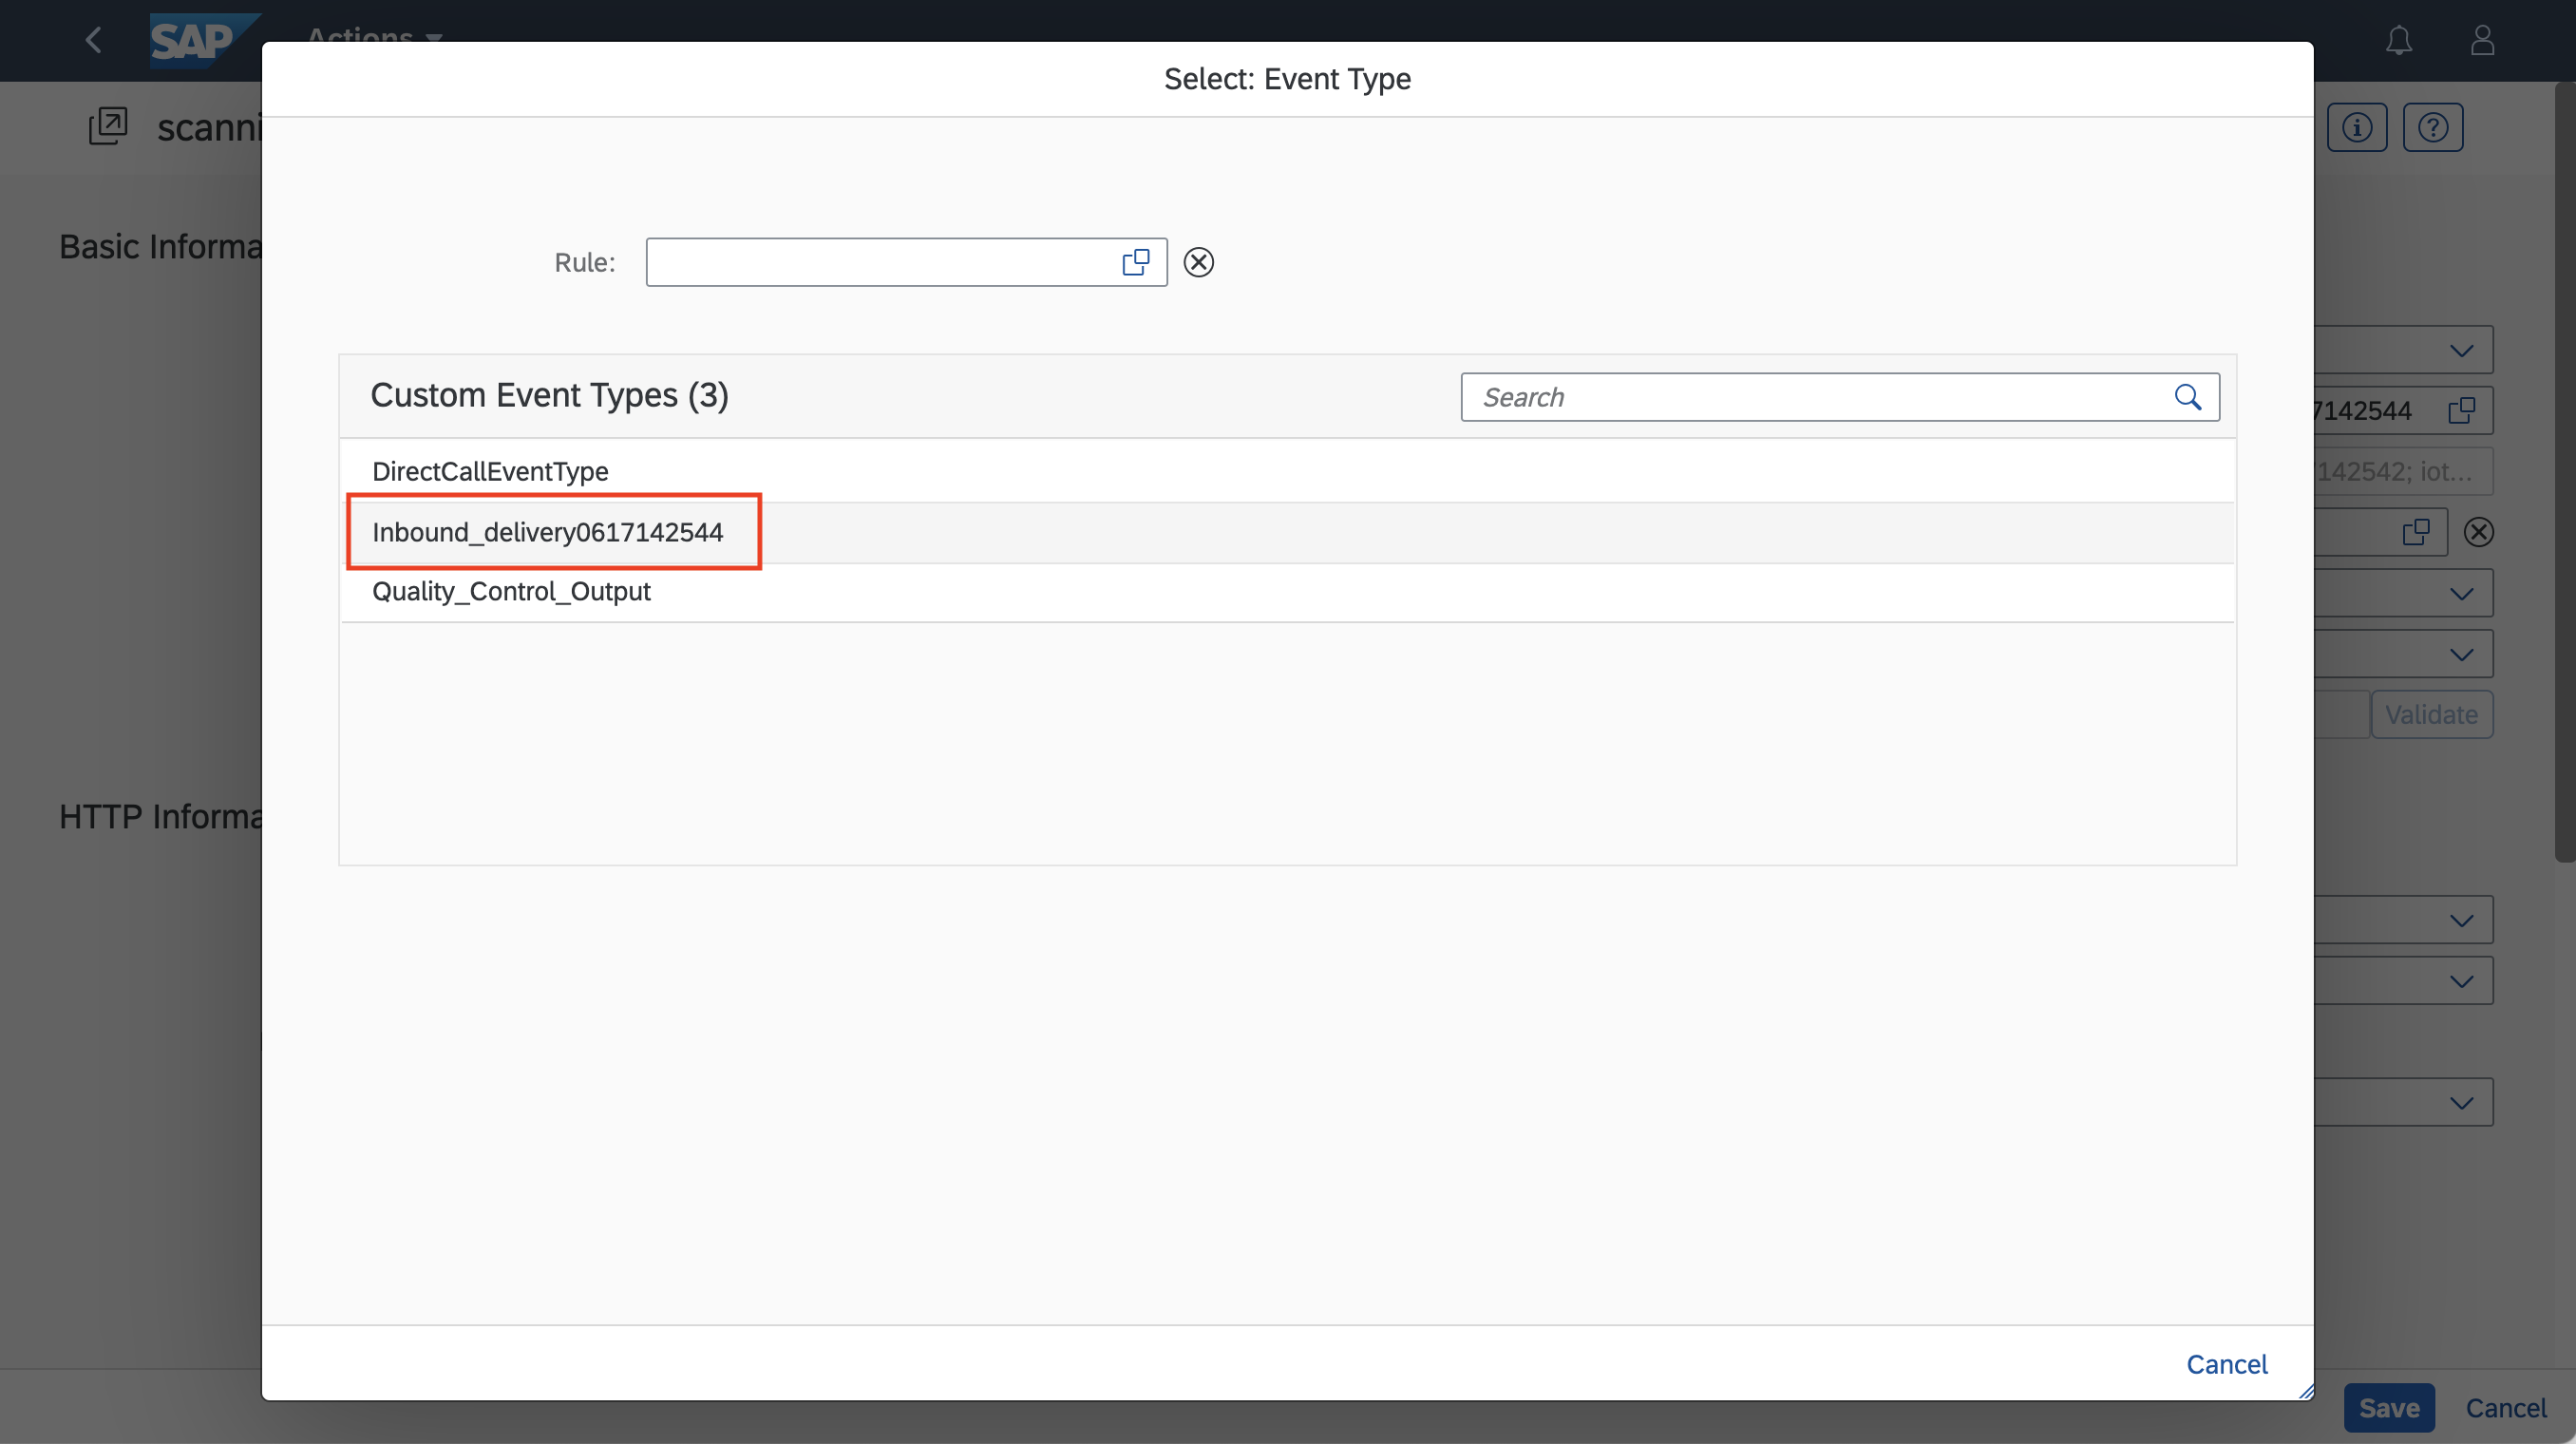 SAP Actions
Select: Event Type
scanni
Basic Informa
Rule:
Custom Event Types (3)
Search
7142544
DirectCallEventType
142542; iot...
Inbound_delivery0617142544
Quality_Control_Output
Validate
HTTP Informa
Cancel
Save Cancel